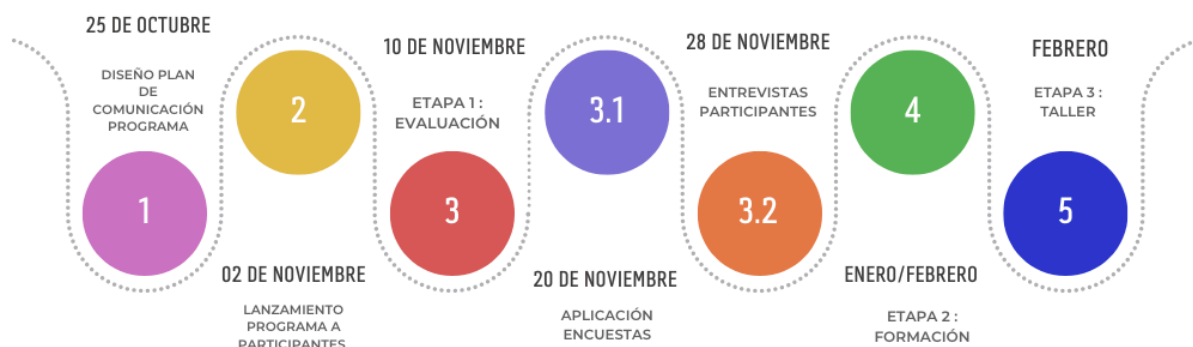 25 DE OCTUBRE
DISEÑO PLAN
DE
COMUNICACIÓN
PROGRAMA
1
2
02 DE NOVIEMBRE
LANZAMIENTO
PROGRAMA A
PARTICIPANTES
10 DE NOVIEMBRE
ETAPA 1 :
EVALUACIÓN
3
3.1
20 DE NOVIEMBRE
APLICACIÓN
ENCUESTAS
28 DE NOVIEMBRE
ENTREVISTAS
PARTICIPANTES
3.2
4
ENERO/FEBRERO
ETAPA 2 :
FORMACIÓN
FEBRERO
ETAPA 3 :
TALLER
5